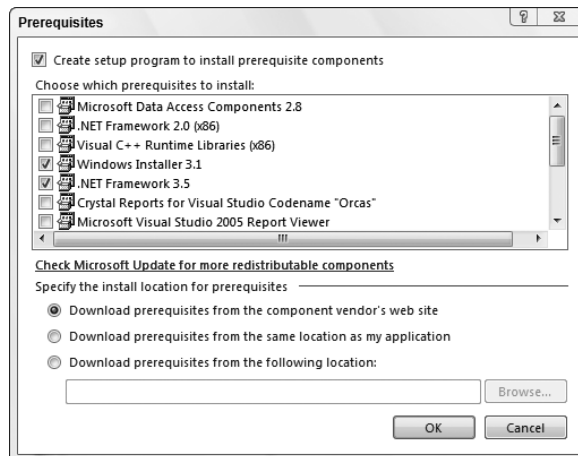 Prerequisites
Create setup program to install prerequisite components
Choose which prerequisites to install:
Microsoft Data Access Components 2.8
.NET Framework 2.0 (x86)
Visual C++ Runtime Libraries (x86)
Windows Installer 3.1
.NET Framework 3.5
Crystal Reports for Visual Studio Codename "Orcas"
Microsoft Visual Studio 2005 Report Viewer
Check Microsoft Update for more redistributable components
Specify the install location for prerequisites
Download prerequisites from the component vendor's web site
Download prerequisites from the same location as my application
Download prerequisites from the following location:
Browse...
OK Cancel